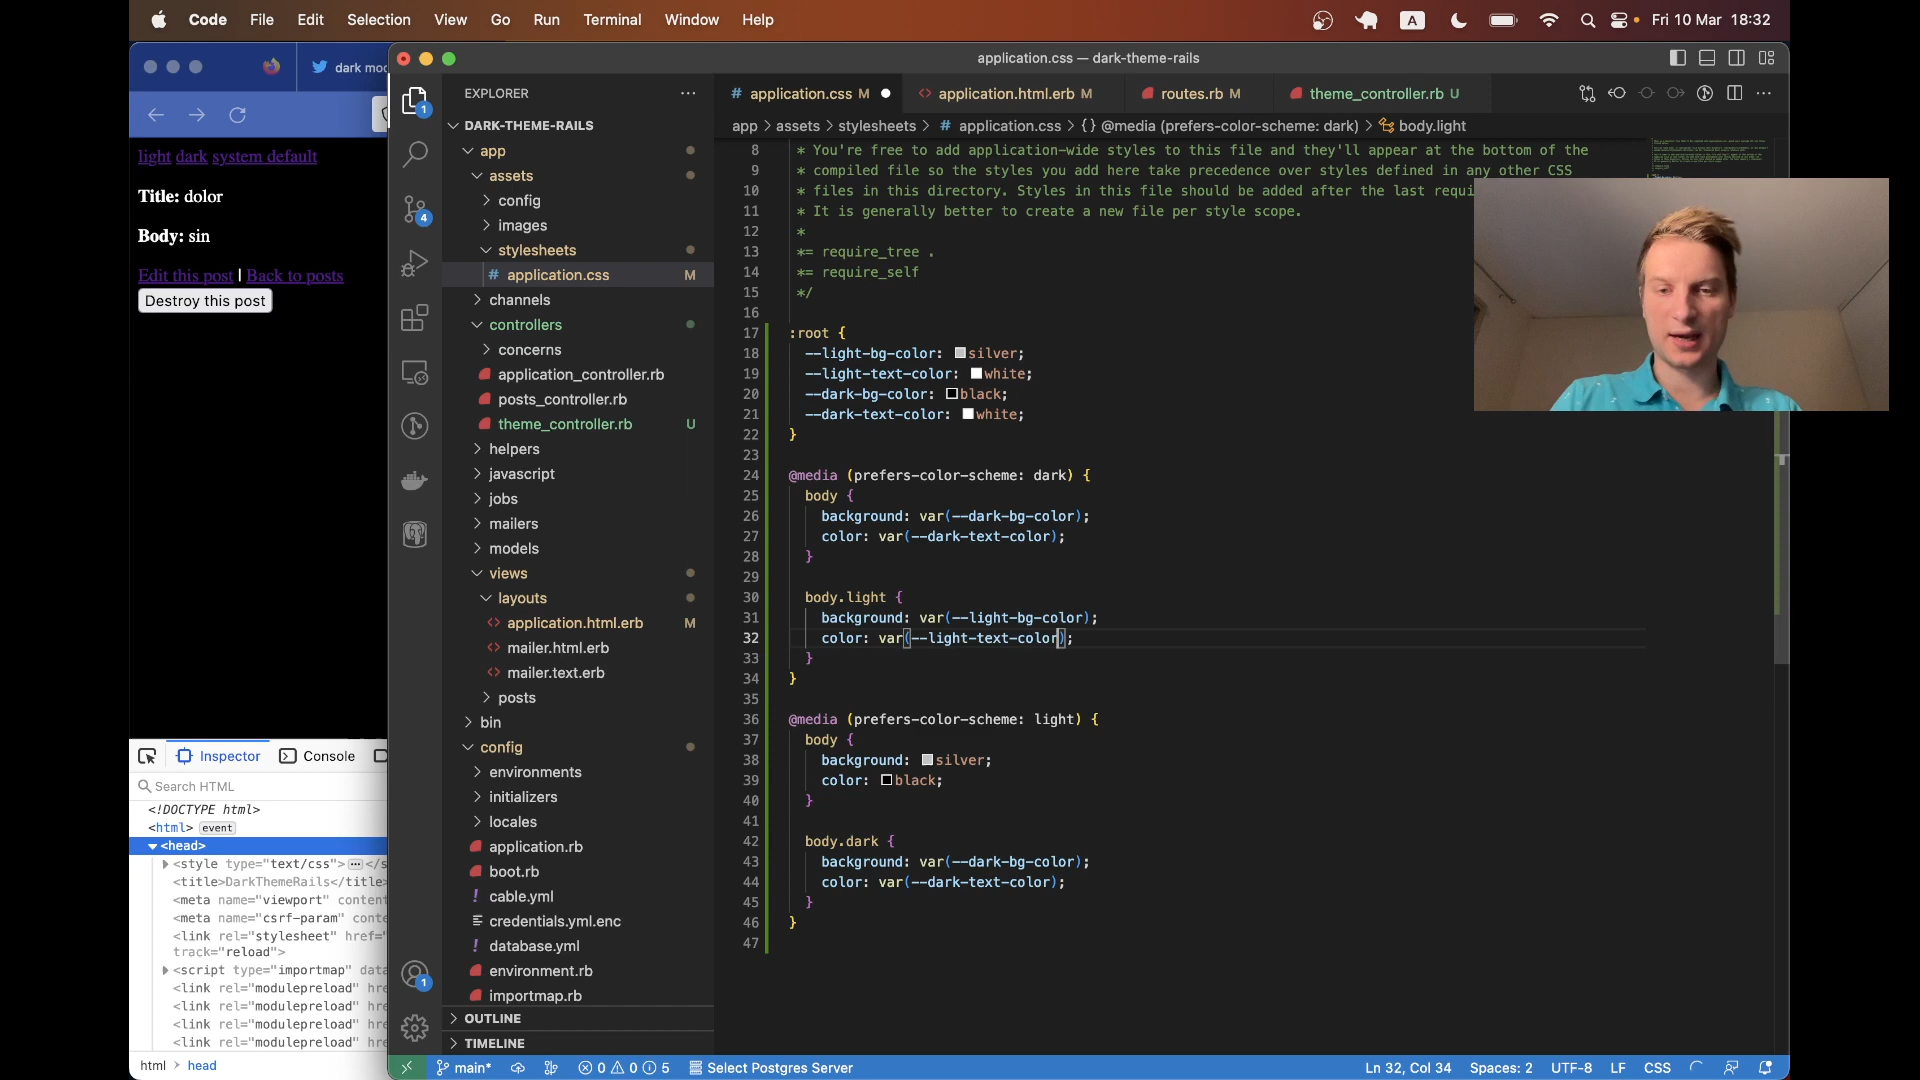 Code File Edit Selection View Go Run Terminal Window Help
A
Fri 10 Mar 18:32
dark mod
application.css — dark-theme-rails
light dark system default
Title: dolor
Body: sin
Edit this post | Back to posts
Destroy this post
Inspector Console
Search HTML
<!DOCTYPE html>
<html> event
<head>
<style type="text/css"> ··· </s
<title>DarkThemeRails</title>
<meta name="viewport" content
<meta name="csrf-param" conte
<link rel="stylesheet" href="
track="reload">
<script type="importmap" data
<link rel="modulepreload" hre
<link rel="modulepreload" hre
<link rel="modulepreload" hre
<link rel="modulepreload" hre
html > head
1
4
1
EXPLORER ···
DARK-THEME-RAILS
app
assets
config
images
stylesheets
# application.css M
channels
controllers
concerns
application_controller.rb
posts_controller.rb
theme_controller.rb U
helpers
javascript
jobs
mailers
models
views
layouts
<> application.html.erb M
<> mailer.html.erb
<> mailer.text.erb
posts
bin
config
environments
initializers
locales
application.rb
boot.rb
! cable.yml
credentials.yml.enc
! database.yml
environment.rb
importmap.rb
OUTLINE
TIMELINE
# application.css M <> application.html.erb M routes.rb M theme_controller.rb U
app > assets > stylesheets > # application.css > {} @media (prefers-color-scheme: dark) > body.light
8 * You're free to add application-wide styles to this file and they'll appear at the bottom of the
9 * compiled file so the styles you add here take precedence over styles defined in any other CSS
10 * files in this directory. Styles in this file should be added after the last requi
11 * It is generally better to create a new file per style scope.
12 *
13 *= require_tree .
14 *= require_self
15 */
16
17 :root {
18 --light-bg-color: silver;
19 --light-text-color: white;
20 --dark-bg-color: black;
21 --dark-text-color: white;
22 }
23
24 @media (prefers-color-scheme: dark) {
25 body {
26 background: var(--dark-bg-color);
27 color: var(--dark-text-color);
28 }
29
30 body.light {
31 background: var(--light-bg-color);
32 color: var(--light-text-color);
33 }
34 }
35
36 @media (prefers-color-scheme: light) {
37 body {
38 background: silver;
39 color: black;
40 }
41
42 body.dark {
43 background: var(--dark-bg-color);
44 color: var(--dark-text-color);
45 }
46 }
47
main* 0 0 5 Select Postgres Server Ln 32, Col 34 Spaces: 2 UTF-8 LF CSS